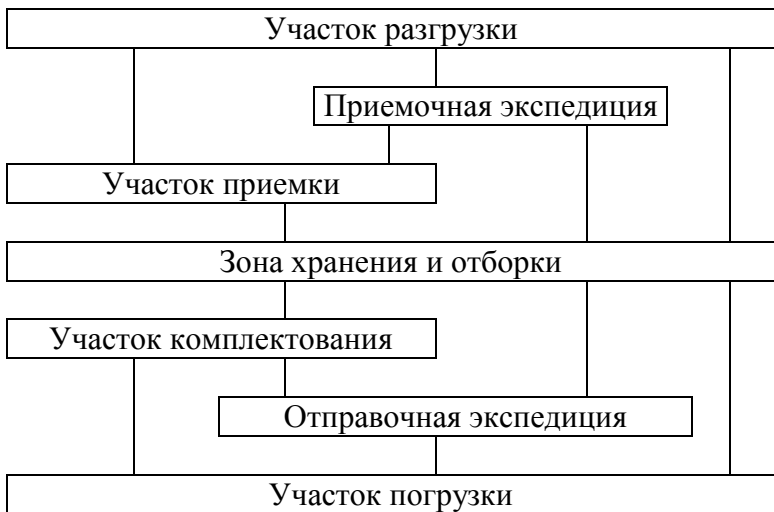 Участок разгрузки
Приемочная экспедиция
Участок приемки
Зона хранения и отборки
Участок комплектования
Отправочная экспедиция
Участок погрузки